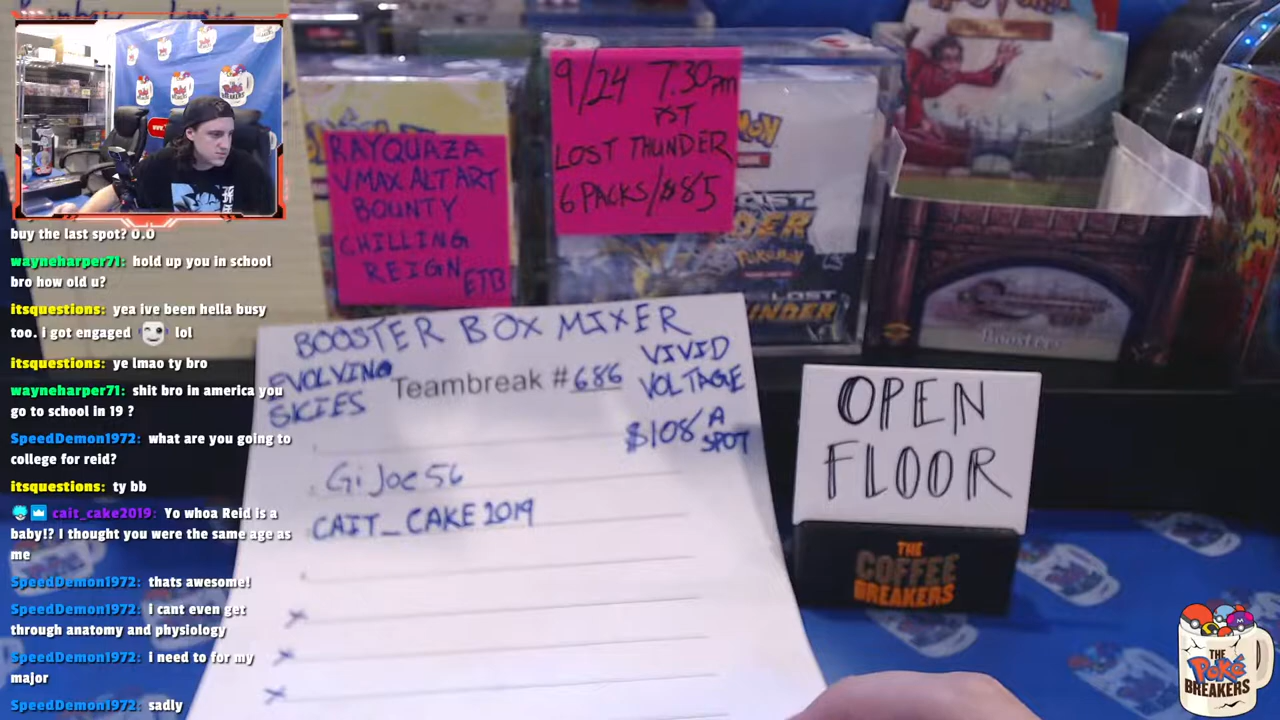 buy the last spot? 0.0
wayneharper71: hold up you in school
bro how old u?
itsquestions: yea ive been hella busy
too. i got engaged lol
itsquestions: ye lmao ty bro
wayneharper71: shit bro in america you
go to school in 19 ?
SpeedDemon1972: what are you going to
college for reid?
itsquestions: ty bb
cait_cake2019: Yo whoa Reid is a
baby!? I thought you were the same age as
me
SpeedDemon1972: thats awesome!
SpeedDemon1972: i cant even get
through anatomy and physiology
SpeedDemon1972: i need to for my
major
SpeedDemon1972: sadly
RAYQUAZA
VMAX ALT ART
BOUNTY
CHILLING
REIGN ETB
9/24 7:30pm
PST
LOST THUNDER
6 PACKS/$85
POKÉMON
LOST
THUNDER
Boosters
BOOSTER BOX MIXER
EVOLVING
SKIES
Teambreak #686
VIVID
VOLTAGE
$108/A
SPOT
GiJoe56
CAIT_CAKE2019
x
x
x
OPEN
FLOOR
THE
COFFEE
BREAKERS
THE
Poké
BREAKERS